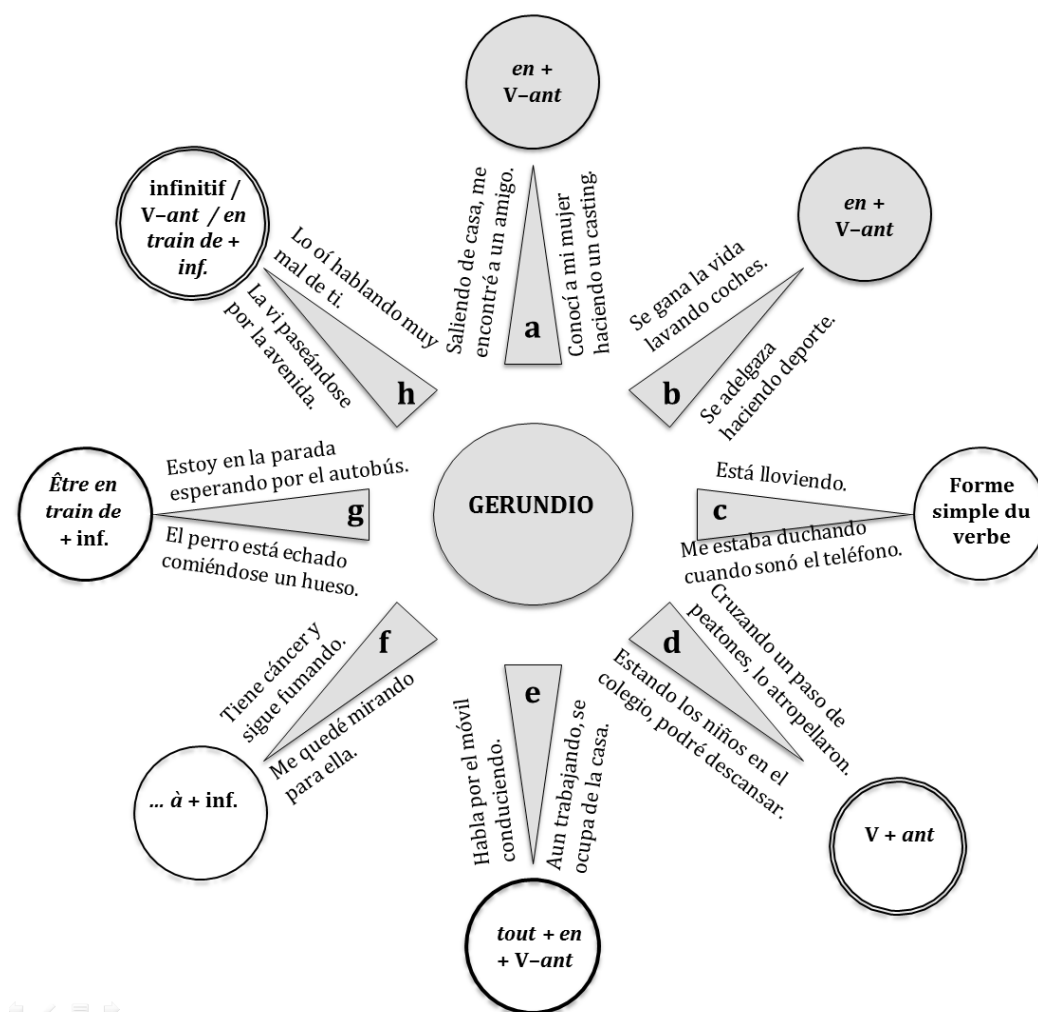 en +
V–ant
Saliendo de casa, me
encontré a un amigo.
a
Conocí a mi mujer
haciendo un casting.
en +
V–ant
Se gana la vida
lavando coches.
b
Se adelgaza
haciendo deporte.
Forme
simple du
verbe
Está lloviendo.
c
Me estaba duchando
cuando sonó el teléfono.
V + ant
Cruzando un paso de
peatones, lo atropellaron.
d
Estando los niños en el
colegio, podré descansar.
tout + en
+ V–ant
Habla por el móvil
conduciendo.
e
Aun trabajando, se
ocupa de la casa.
... à + inf.
Tiene cáncer y
sigue fumando.
f
Me quedé mirando
para ella.
Être en
train de
+ inf.
Estoy en la parada
esperando por el autobús.
g
El perro está echado
comiéndose un hueso.
infinitif /
V–ant / en
train de +
inf.
Lo oí hablando muy
mal de ti.
h
La vi paseándose
por la avenida.
GERUNDIO